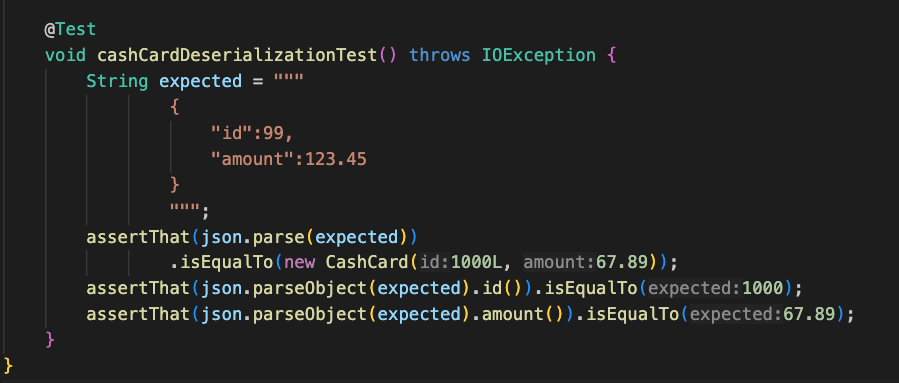 @Test
void cashCardDeserializationTest() throws IOException {
String expected = """
{
"id":99,
"amount":123.45
}
""";
assertThat(json.parse(expected))
.isEqualTo(new CashCard(id:1000L, amount:67.89));
assertThat(json.parseObject(expected).id()).isEqualTo(expected:1000);
assertThat(json.parseObject(expected).amount()).isEqualTo(expected:67.89);
}
}